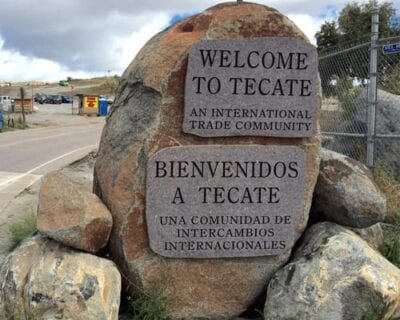 WELCOME
TO TECATE
AN INTERNATIONAL
TRADE COMMUNITY
BIENVENIDOS
A TECATE
UNA COMUNIDAD DE
INTERCAMBIOS
INTERNACIONALES